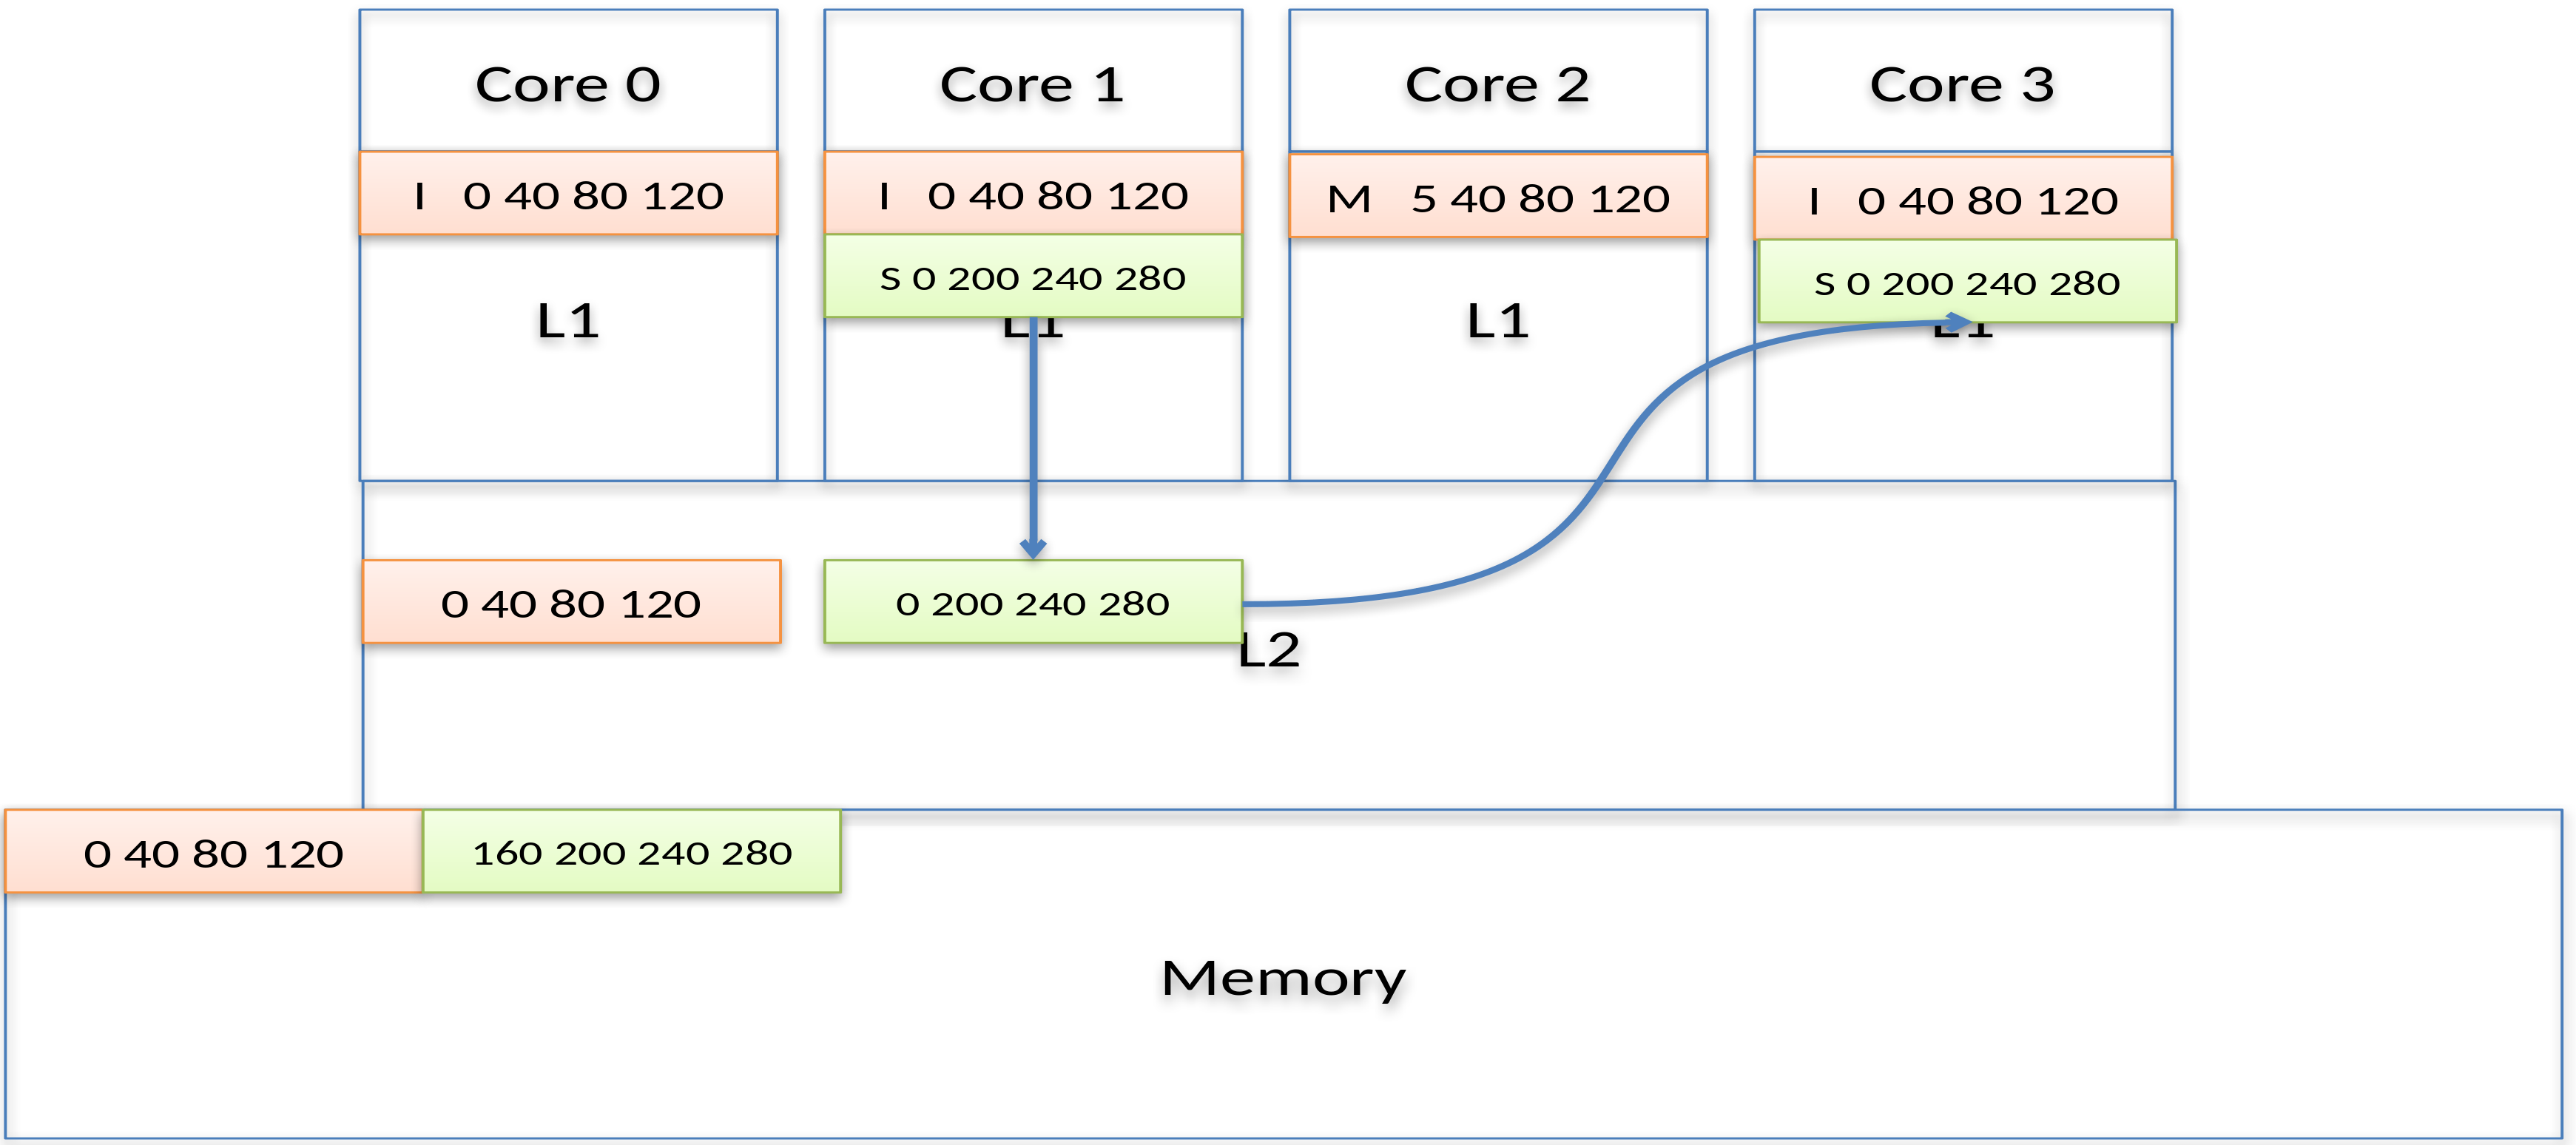 Core 0
Core 1
Core 2
Core 3
I 0 40 80 120
I 0 40 80 120
M 5 40 80 120
I 0 40 80 120
S 0 200 240 280
S 0 200 240 280
L1
L1
L1
L1
0 40 80 120
0 200 240 280
L2
0 40 80 120
160 200 240 280
Memory